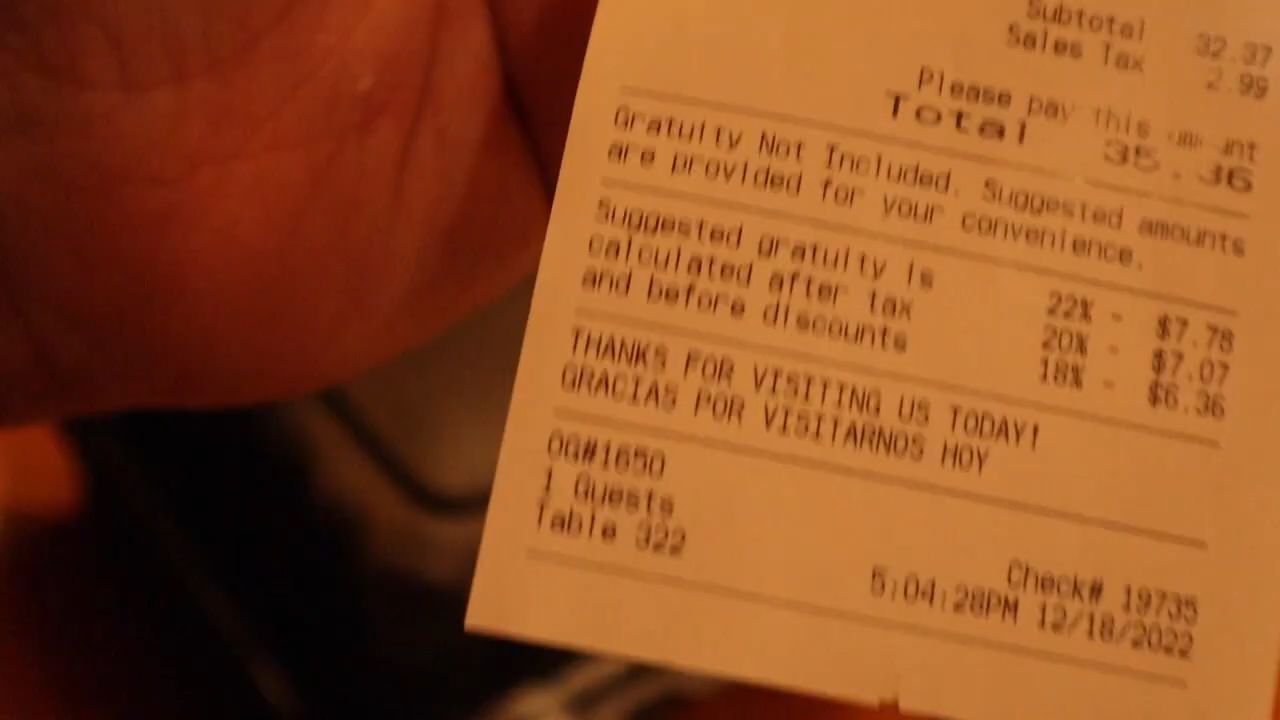 Subtotal 32.37
Sales Tax 2.99
Please pay this amount
Total 35.36
Gratuity Not Included. Suggested amounts
are provided for your convenience.
Suggested gratuity is
calculated after tax
and before discounts
22% - $7.78
20% - $7.07
18% - $6.36
THANKS FOR VISITING US TODAY!
GRACIAS POR VISITARNOS HOY
OG#1650
1 Guests
Table 322
Check# 19735
5:04:28PM 12/18/2022